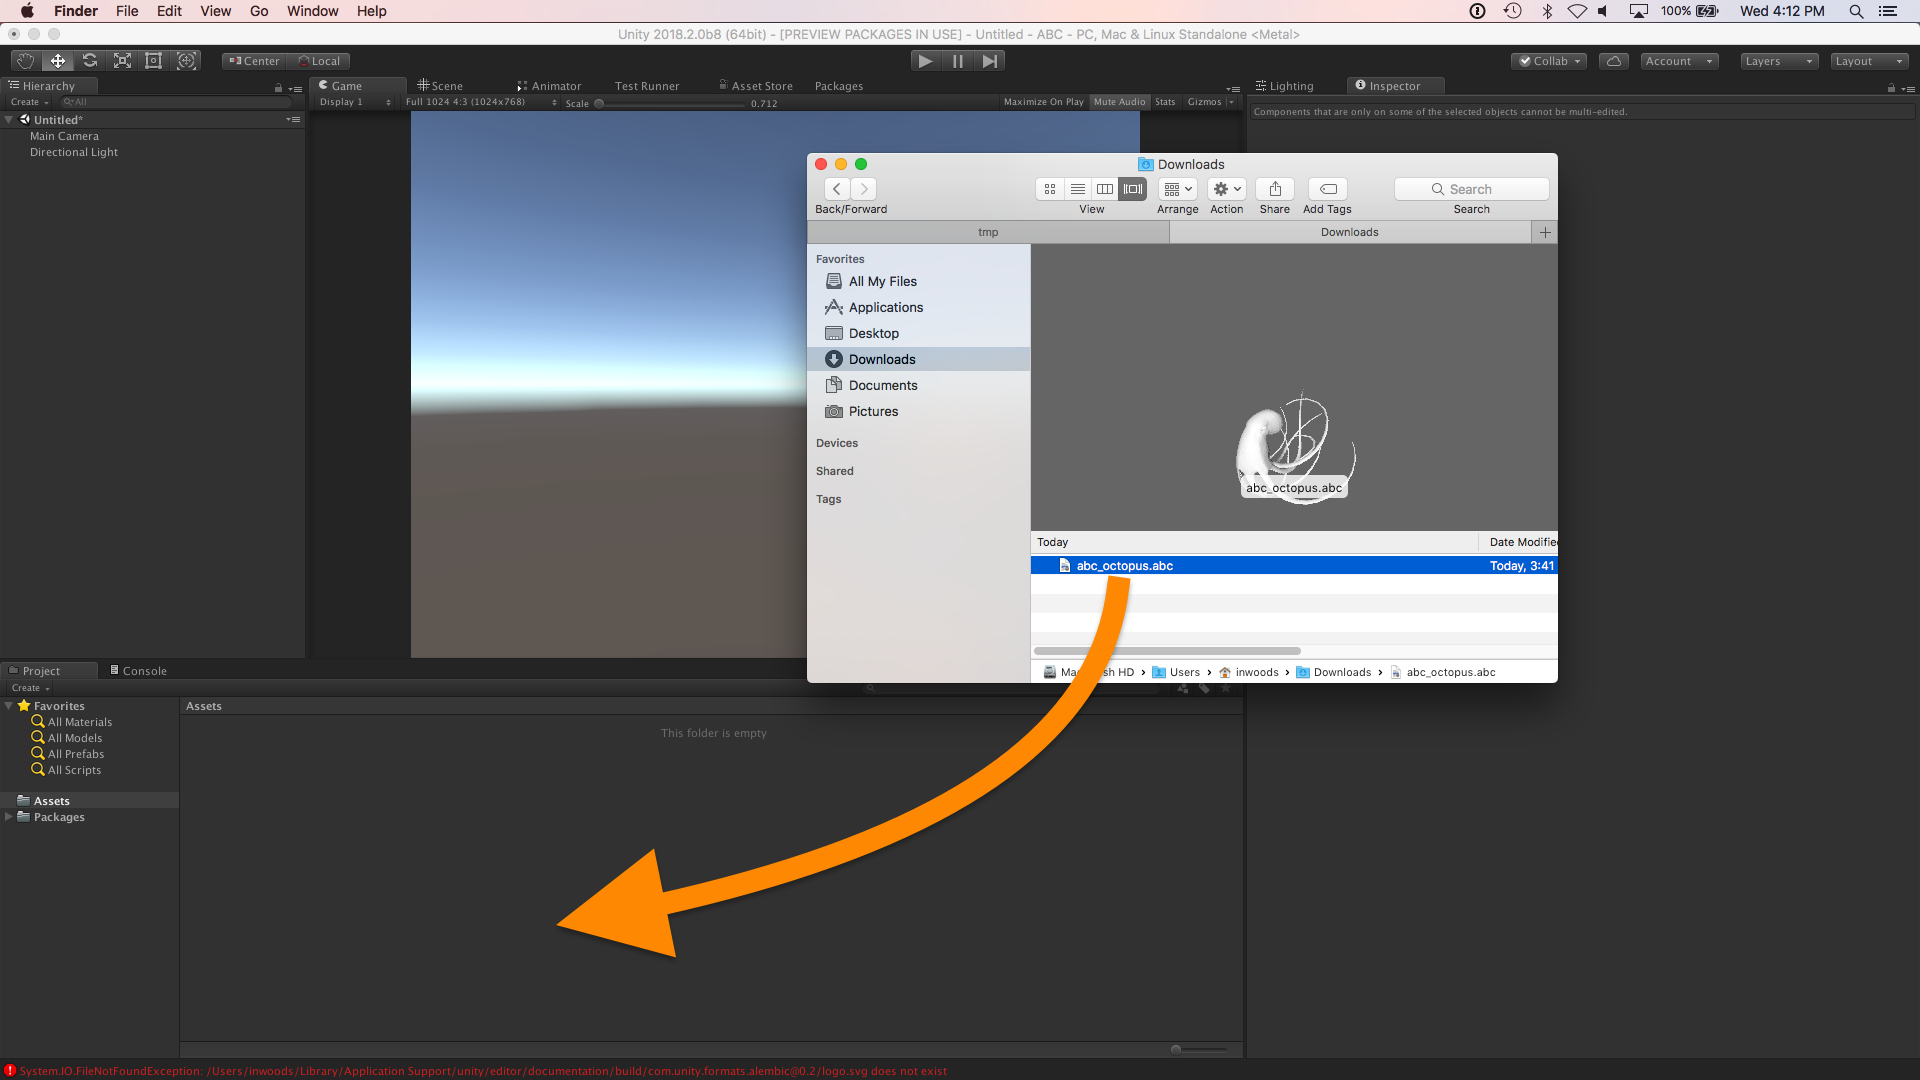 Finder File Edit View Go Window Help
100% Wed 4:12 PM
Unity 2018.2.0b8 (64bit) - [PREVIEW PACKAGES IN USE] - Untitled - ABC - PC, Mac & Linux Standalone <Metal>
Center Local
Collab Account Layers Layout
Hierarchy
Game Scene Animator Test Runner Asset Store Packages
Lighting Inspector
Create All
Display 1 Full 1024 4:3 (1024x768) Scale 0.712 Maximize On Play Mute Audio Stats Gizmos
Components that are only on some of the selected objects cannot be multi-edited.
Untitled*
Main Camera
Directional Light
Downloads
Search
Back/Forward View Arrange Action Share Add Tags Search
tmp Downloads
Favorites
All My Files
Applications
Desktop
Downloads
Documents
Pictures
Devices
Shared
Tags
abc_octopus.abc
Today Date Modified
abc_octopus.abc Today, 3:41
Users inwoods Downloads abc_octopus.abc
Project Console
Create
Favorites
All Materials
All Models
All Prefabs
All Scripts
Assets
Packages
Assets
This folder is empty
System.IO.FileNotFoundException: /Users/inwoods/Library/Application Support/unity/editor/documentation/build/com.unity.formats.alembic@0.2/logo.svg does not exist